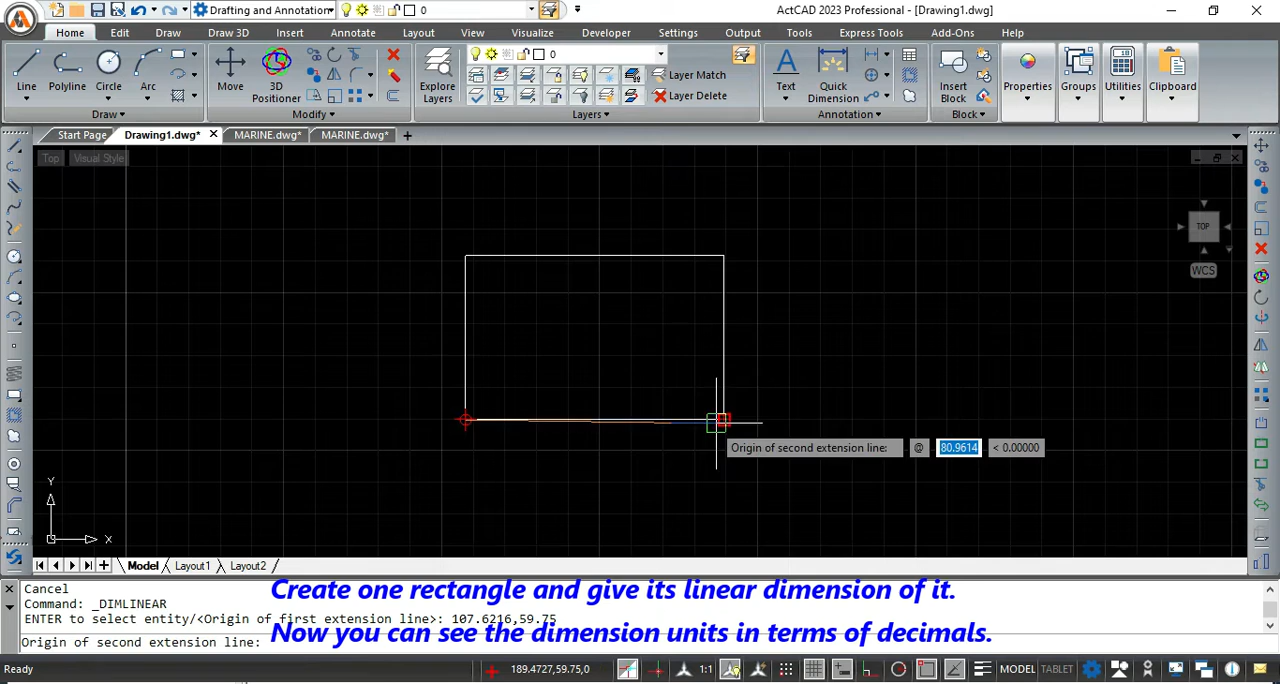 Drafting and Annotation
0
ActCAD 2023 Professional - [Drawing1.dwg]
Home
Edit
Draw
Draw 3D
Insert
Annotate
Layout
View
Visualize
Developer
Manage
Settings
Output
Tools
Express Tools
Add-Ons
Help
Line
Polyline
Circle
Arc
Draw
Move
3D Positioner
Modify
Explore Layers
0
Layer Match
Layer Delete
Layers
Text
Quick Dimension
Annotation
Insert Block
Block
Properties
Groups
Utilities
Clipboard
Start Page
Drawing1.dwg*
MARINE.dwg*
MARINE.dwg*
Top
Visual Style
TOP
WCS
Origin of second extension line:
@
80.9614
< 0.00000
Y
X
Model
Layout1
Layout2
Cancel
Command: _DIMLINEAR
ENTER to select entity/<Origin of first extension line>: 107.6216,59.75
Origin of second extension line:
Create one rectangle and give its linear dimension of it.
Now you can see the dimension units in terms of decimals.
Ready
189.4727,59.75,0
1:1
MODEL
TABLET